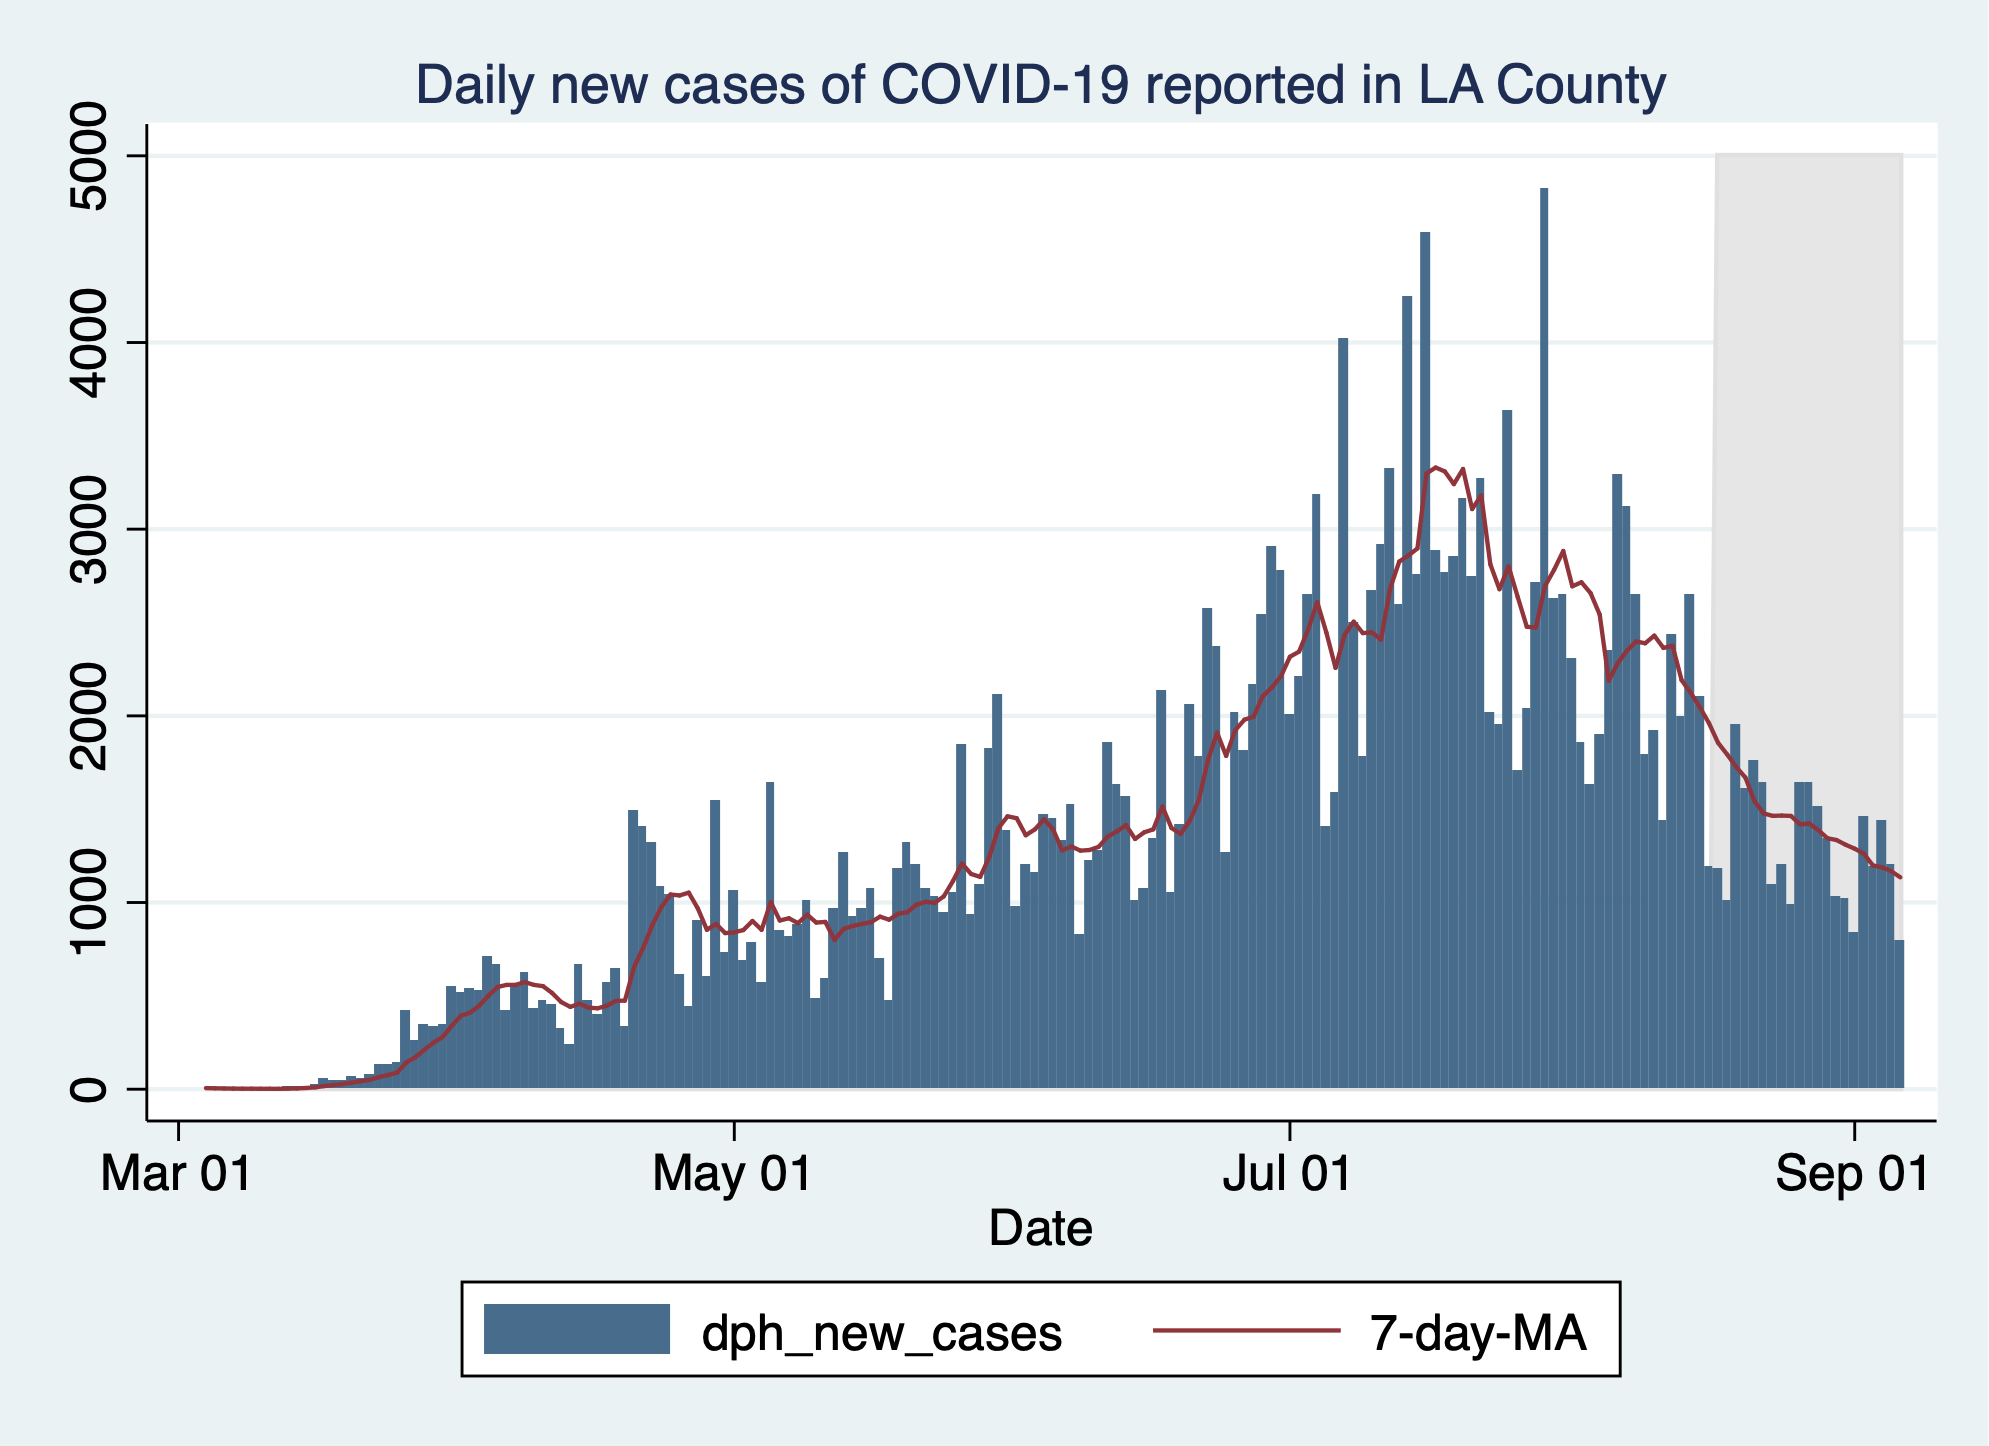 Daily new cases of COVID-19 reported in LA County
5000
4000
3000
2000
1000
0
Mar 01 May 01 Jul 01 Sep 01
Date
dph_new_cases 7-day-MA